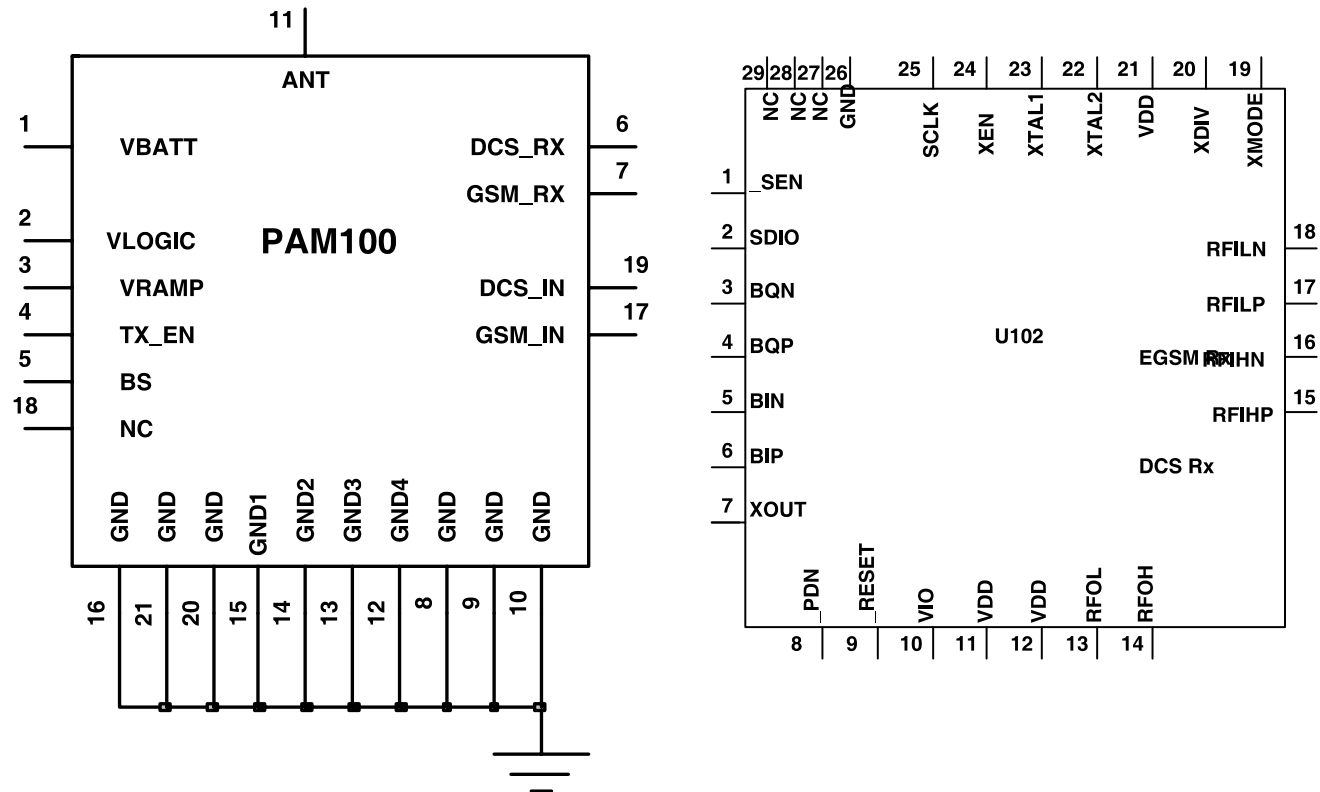 11
ANT
1
VBATT
DCS_RX
6
GSM_RX
7
2
VLOGIC
PAM100
3
VRAMP
DCS_IN
19
4
TX_EN
GSM_IN
17
5
BS
18
NC
GND
GND
GND
GND1
GND2
GND3
GND4
GND
GND
GND
16
21
20
15
14
13
12
8
9
10
29
28
27
26
25
24
23
22
21
20
19
NC
NC
NC
GND
SCLK
XEN
XTAL1
XTAL2
VDD
XDIV
XMODE
1
_SEN
2
SDIO
RFILN
18
3
BQN
RFILP
17
U102
4
BQP
EGSM Rx
RFIHN
16
5
BIN
RFIHP
15
6
BIP
DCS Rx
7
XOUT
_PDN
_RESET
VIO
VDD
VDD
RFOL
RFOH
8
9
10
11
12
13
14